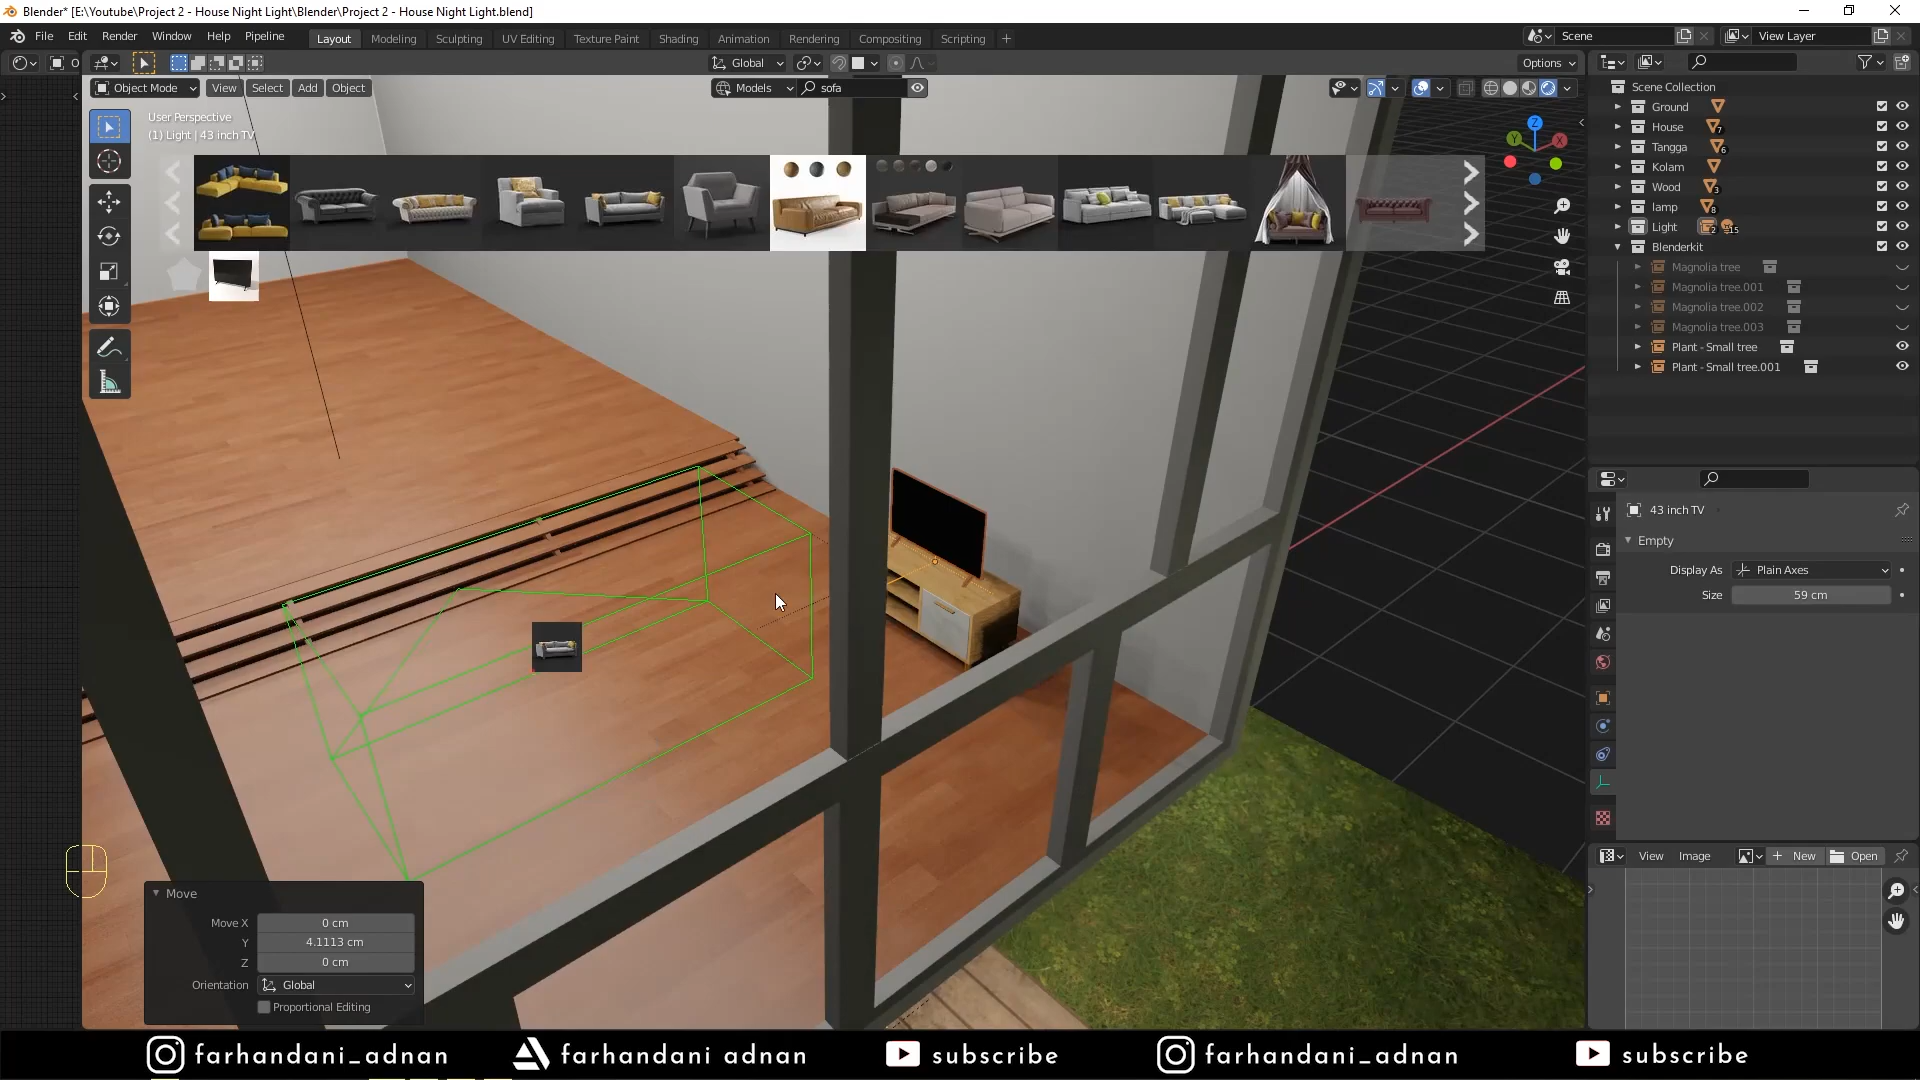 Blender* [E:\Youtube\Project 2 - House Night Light\Blender\Project 2 - House Night Light.blend]
File Edit Render Window Help Pipeline
Layout Modeling Sculpting UV Editing Texture Paint Shading Animation Rendering Compositing Scripting +
Scene
View Layer
O
Global
Options
Object Mode
View Select Add Object
Models
sofa
User Perspective
(1) Light | 43 inch TV
Z
Y
X
Scene Collection
Ground
House 7
Tangga 6
Kolam
Wood 3
lamp 8
Light 2 15
Blenderkit
Magnolia tree
Magnolia tree.001
Magnolia tree.002
Magnolia tree.003
Plant - Small tree
Plant - Small tree.001
43 inch TV
Empty
Display As Plain Axes
Size 59 cm
View Image New Open
Move
Move X 0 cm
Y 4.1113 cm
Z 0 cm
Orientation Global
Proportional Editing
farhandani_adnan farhandani adnan subscribe farhandani_adnan subscribe